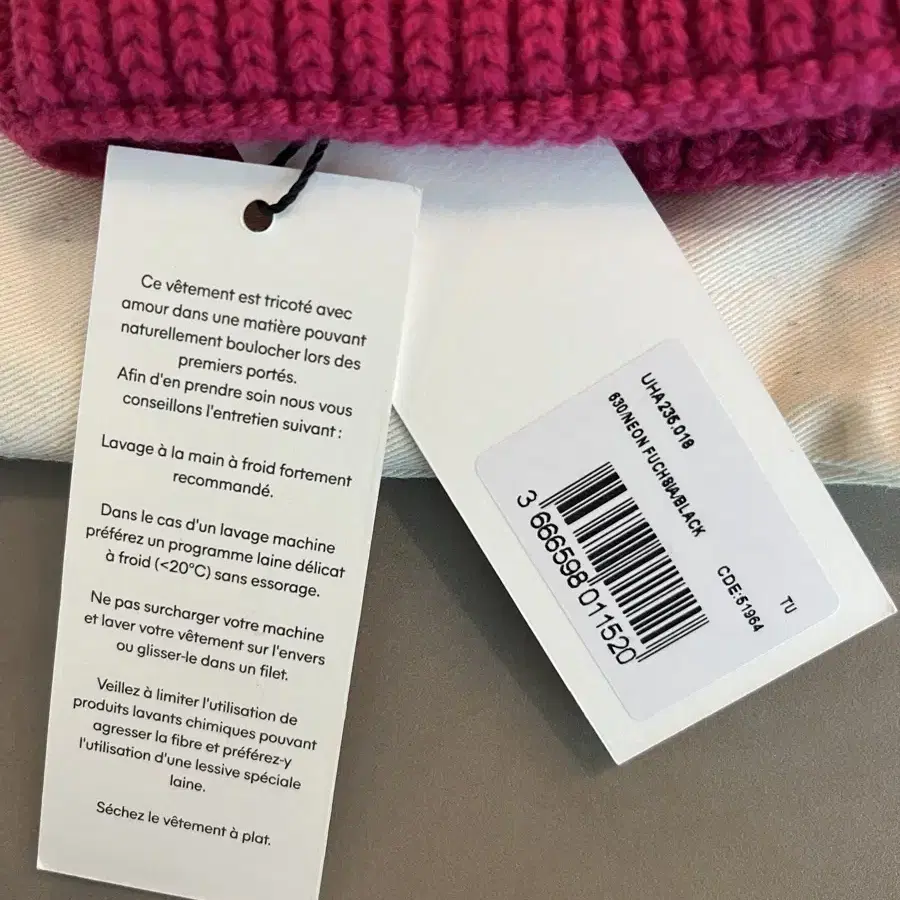 Ce vêtement est tricoté avec
amour dans une matière pouvant
naturellement boulocher lors des
premiers portés.
Afin d'en prendre soin nous vous
conseillons l'entretien suivant :
Lavage à la main à froid fortement
recommandé.
Dans le cas d'un lavage machine
préférez un programme laine délicat
à froid (<20°C) sans essorage.
Ne pas surcharger votre machine
et laver votre vêtement sur l'envers
ou glisser-le dans un filet.
Veillez à limiter l'utilisation de
produits lavants chimiques pouvant
agresser la fibre et préférez-y
l'utilisation d'une lessive spéciale
laine.
Séchez le vêtement à plat.
UHA235.018
630/NEON FUCHSIA/BLACK
3 666598 011520
CDE:51964
TU